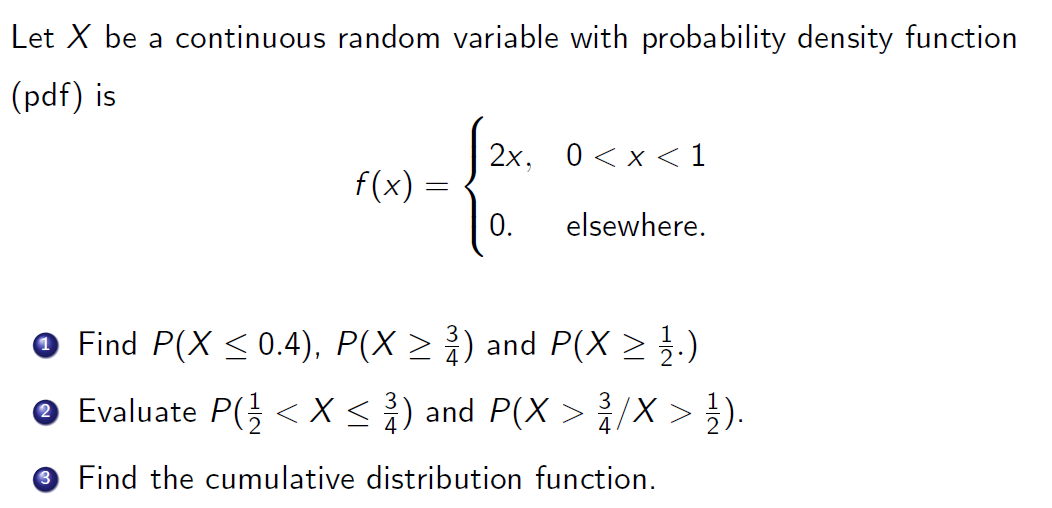 Let X be a continuous random variable with probability density function
(pdf) is
f(x) = { 2x, 0 < x < 1
0. elsewhere.
1 Find P(X ≤ 0.4), P(X ≥ 3/4) and P(X ≥ 1/2.)
2 Evaluate P(1/2 < X ≤ 3/4) and P(X > 3/4/X > 1/2).
3 Find the cumulative distribution function.